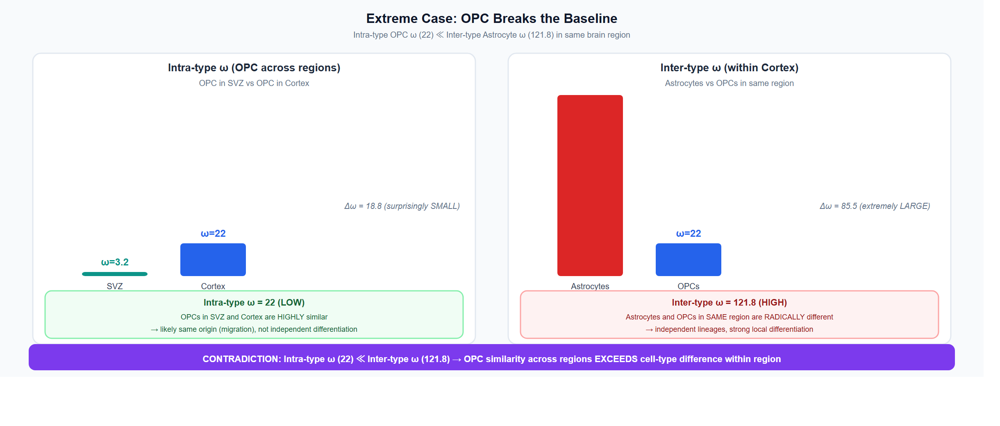 Extreme Case: OPC Breaks the Baseline
Intra-type OPC ω (22) ≪ Inter-type Astrocyte ω (121.8) in same brain region
Intra-type ω (OPC across regions)
OPC in SVZ vs OPC in Cortex
Δω = 18.8 (surprisingly SMALL)
ω=22
ω=3.2
SVZ
Cortex
Intra-type ω = 22 (LOW)
OPCs in SVZ and Cortex are HIGHLY similar
→ likely same origin (migration), not independent differentiation
Inter-type ω (within Cortex)
Astrocytes vs OPCs in same region
Δω = 85.5 (extremely LARGE)
ω=22
Astrocytes
OPCs
Inter-type ω = 121.8 (HIGH)
Astrocytes and OPCs in SAME region are RADICALLY different
→ independent lineages, strong local differentiation
CONTRADICTION: Intra-type ω (22) ≪ Inter-type ω (121.8) → OPC similarity across regions EXCEEDS cell-type difference within region